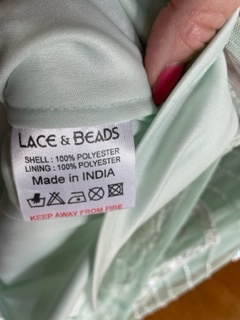 LACE & BEADS
SHELL : 100% POLYESTER
LINING : 100% POLYESTER
Made in INDIA
KEEP AWAY FROM FIRE